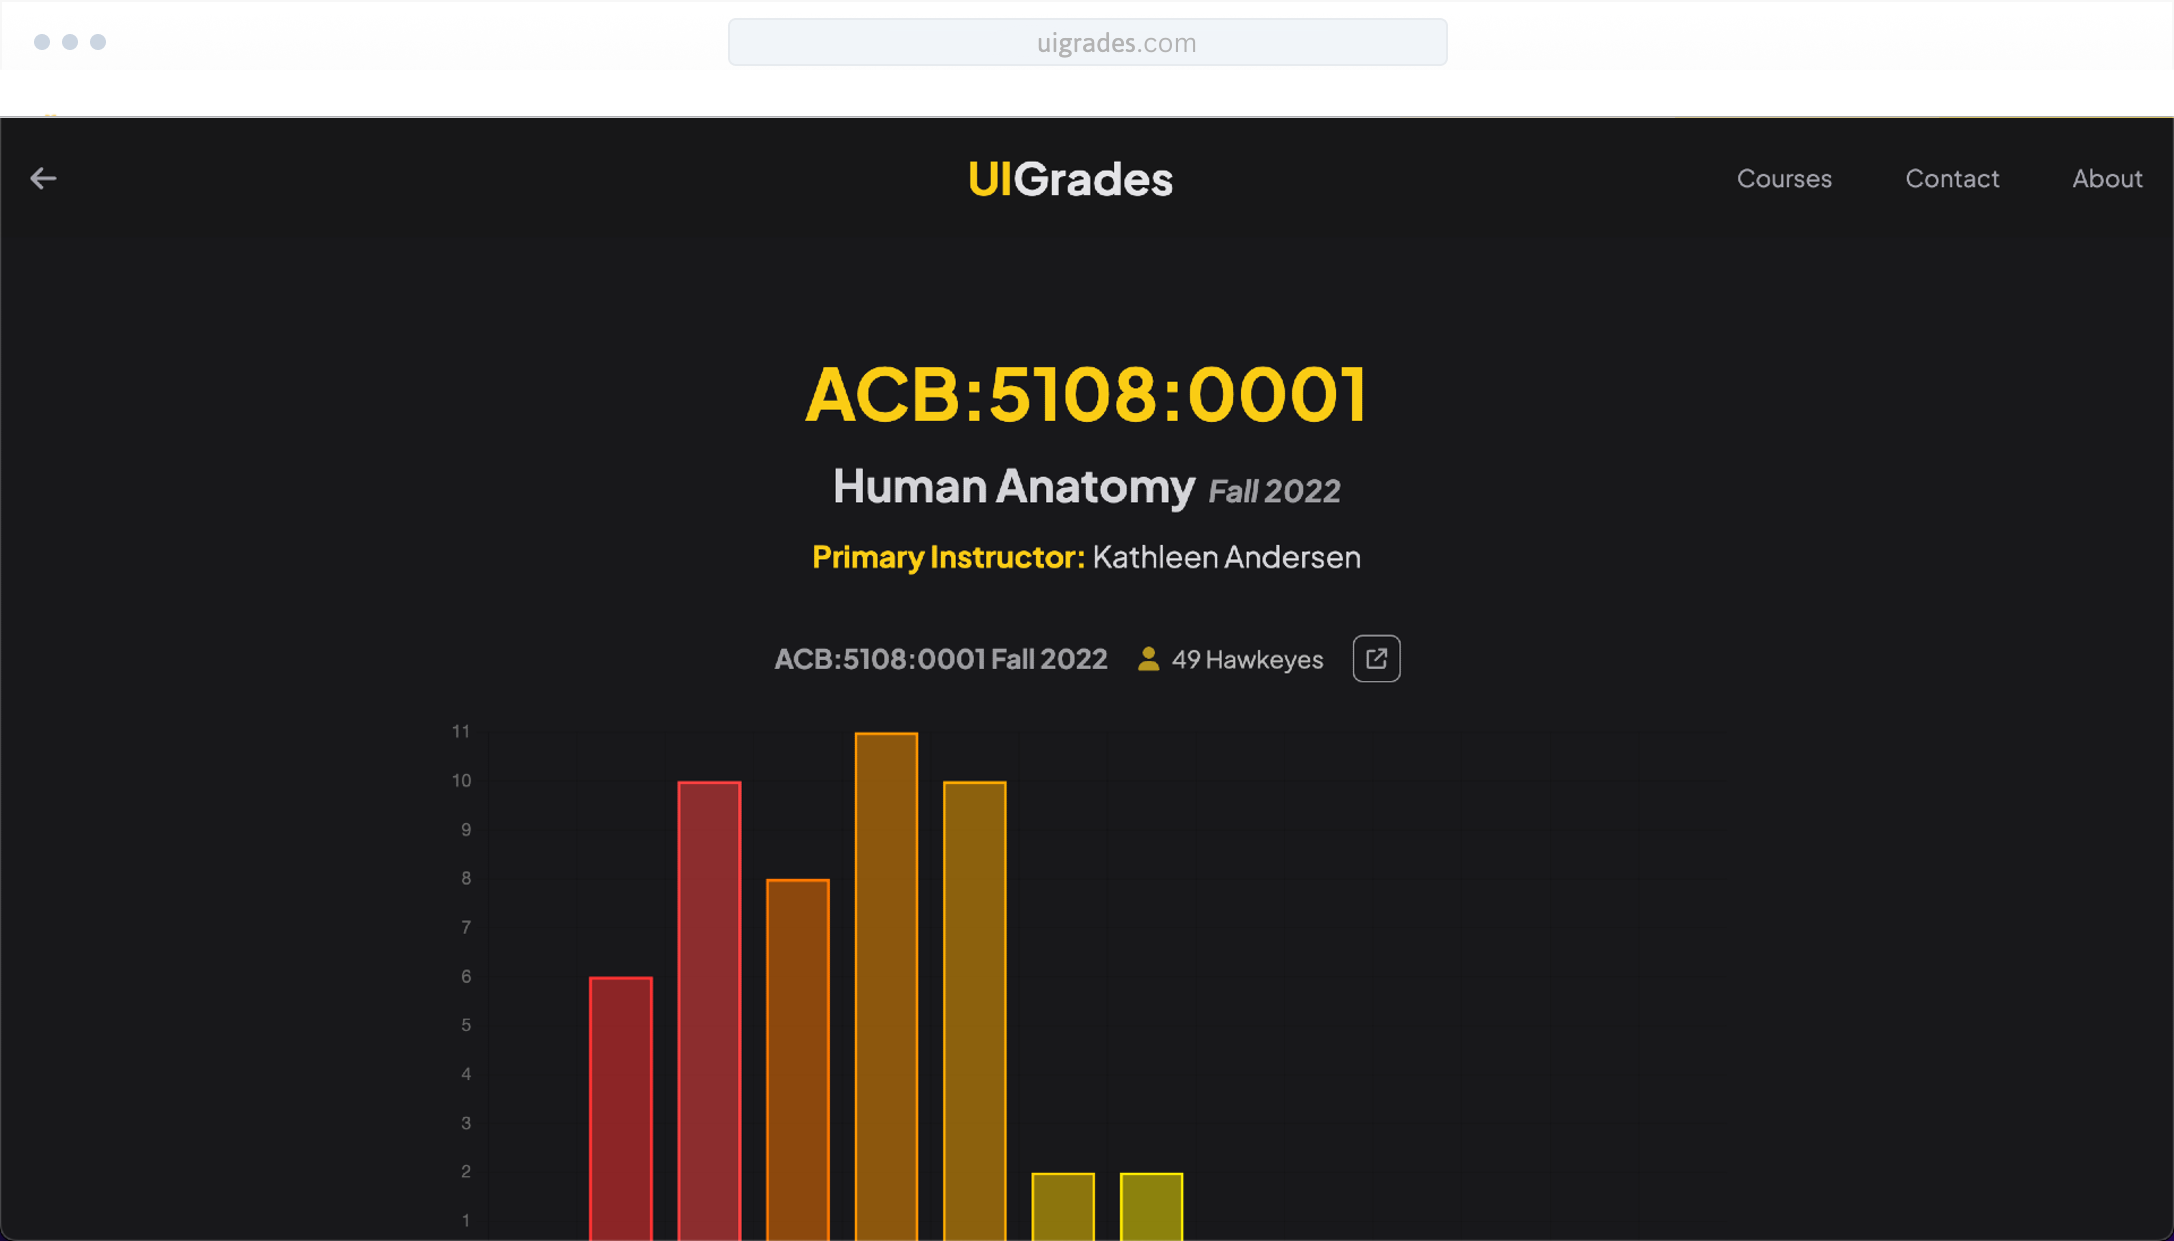 uigrades.com
UIGrades
Courses Contact About
ACB:5108:0001
Human Anatomy Fall 2022
Primary Instructor: Kathleen Andersen
ACB:5108:0001 Fall 2022 49 Hawkeyes
11
10
9
8
7
6
5
4
3
2
1